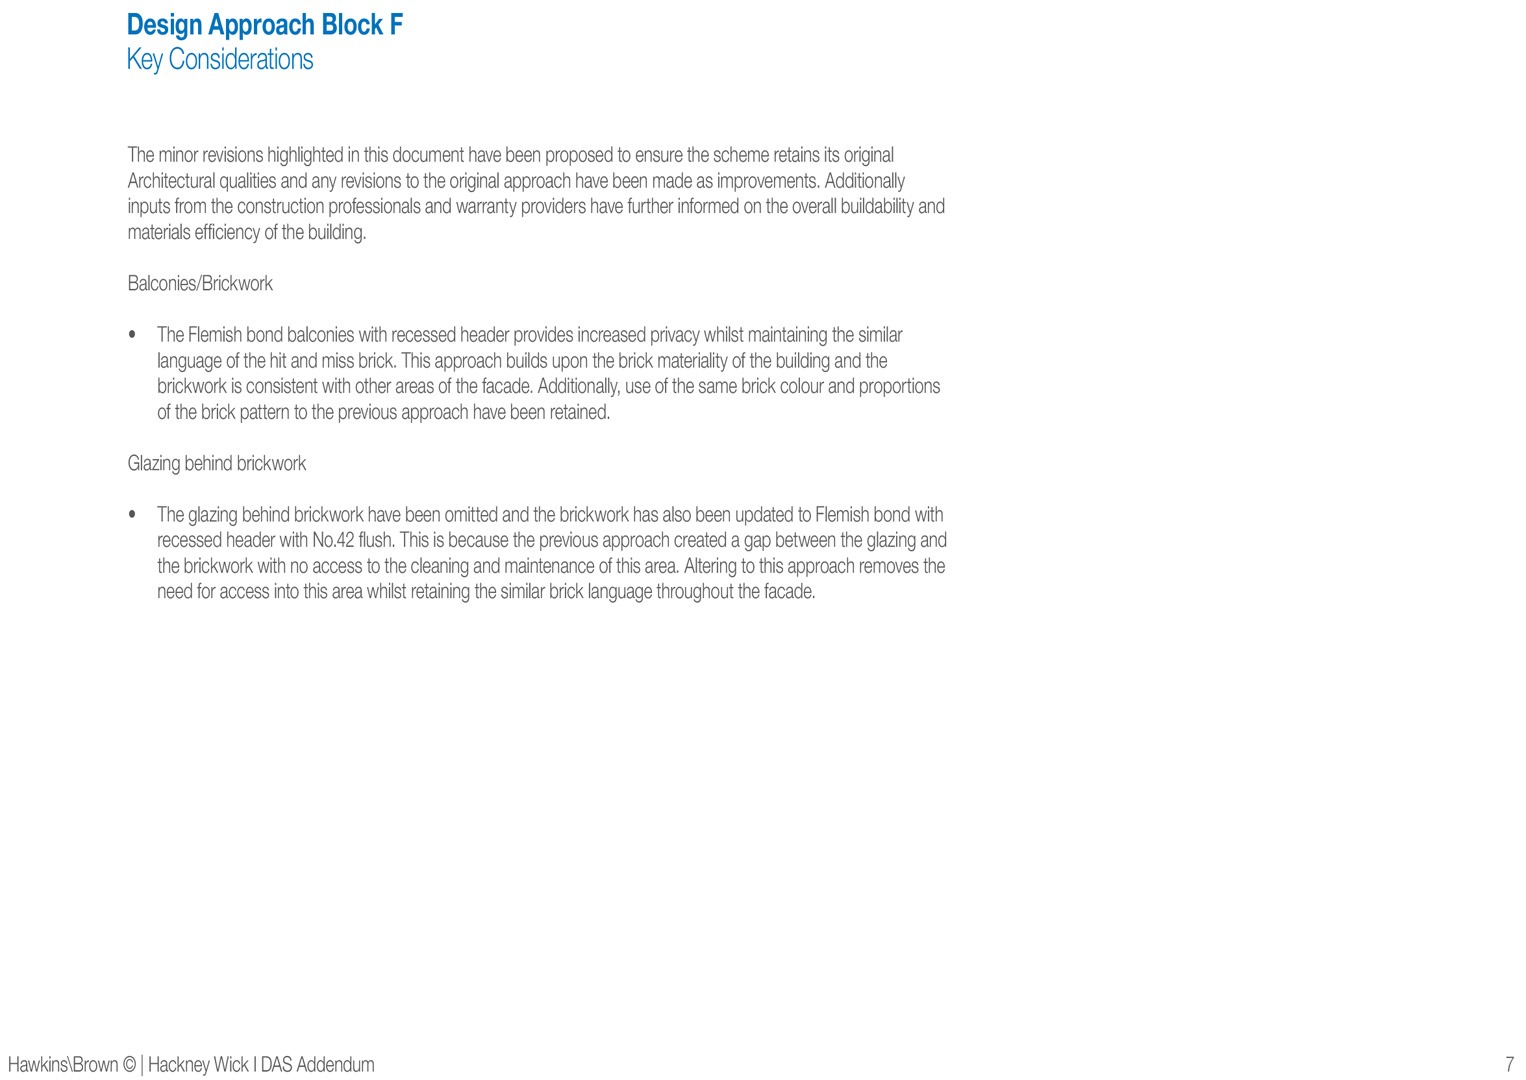 Design Approach Block F
Key Considerations
The minor revisions highlighted in this document have been proposed to ensure the scheme retains its original
Architectural qualities and any revisions to the original approach have been made as improvements. Additionally
inputs from the construction professionals and warranty providers have further informed on the overall buildability and
materials efficiency of the building.
Balconies/Brickwork
• The Flemish bond balconies with recessed header provides increased privacy whilst maintaining the similar
language of the hit and miss brick. This approach builds upon the brick materiality of the building and the
brickwork is consistent with other areas of the facade. Additionally, use of the same brick colour and proportions
of the brick pattern to the previous approach have been retained.
Glazing behind brickwork
• The glazing behind brickwork have been omitted and the brickwork has also been updated to Flemish bond with
recessed header with No.42 flush. This is because the previous approach created a gap between the glazing and
the brickwork with no access to the cleaning and maintenance of this area. Altering to this approach removes the
need for access into this area whilst retaining the similar brick language throughout the facade.
Hawkins\Brown © | Hackney Wick I DAS Addendum
7